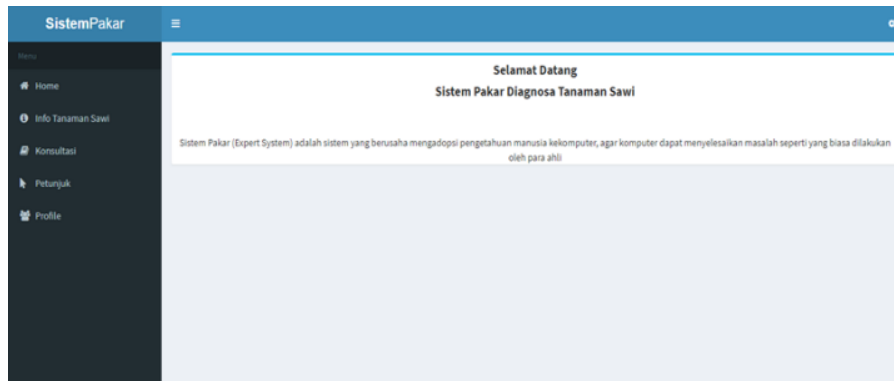 SistemPakar
Menu
Home
Info Tanaman Sawi
Konsultasi
Petunjuk
Profile
Selamat Datang
Sistem Pakar Diagnosa Tanaman Sawi
Sistem Pakar (Expert System) adalah sistem yang berusaha mengadopsi pengetahuan manusia kekomputer, agar komputer dapat menyelesaikan masalah seperti yang biasa dilakukan
oleh para ahli